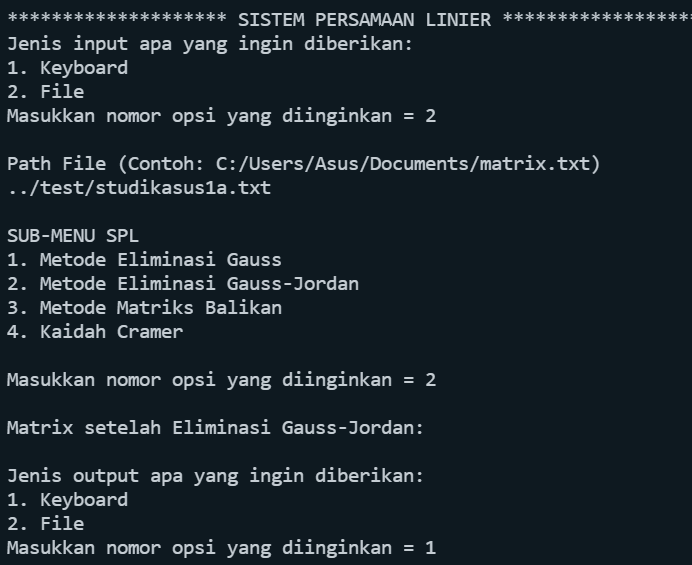 ******************** SISTEM PERSAMAAN LINIER ******************
Jenis input apa yang ingin diberikan:
1. Keyboard
2. File
Masukkan nomor opsi yang diinginkan = 2
Path File (Contoh: C:/Users/Asus/Documents/matrix.txt)
../test/studikasus1a.txt
SUB-MENU SPL
1. Metode Eliminasi Gauss
2. Metode Eliminasi Gauss-Jordan
3. Metode Matriks Balikan
4. Kaidah Cramer
Masukkan nomor opsi yang diinginkan = 2
Matrix setelah Eliminasi Gauss-Jordan:
Jenis output apa yang ingin diberikan:
1. Keyboard
2. File
Masukkan nomor opsi yang diinginkan = 1